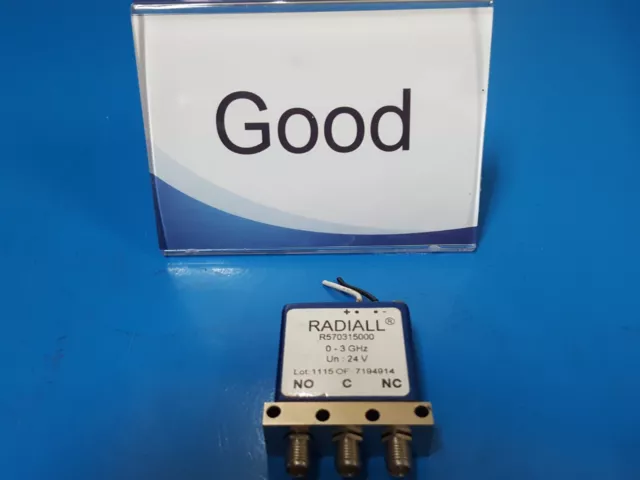 Good
+ -
RADIALL®
R570315000
0 - 3 GHz
Un : 24 V
Lot: 1115 OF: 7194914
NO C NC